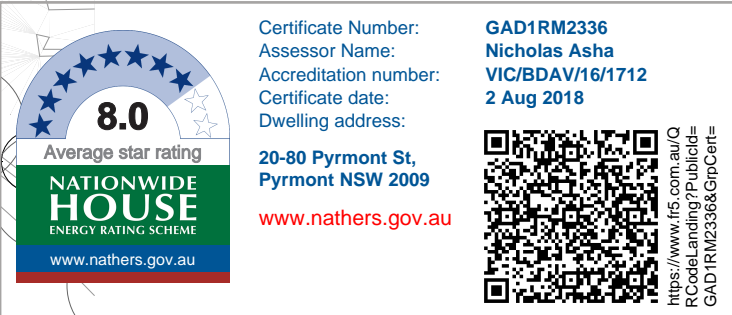 8.0
Average star rating
NATIONWIDE
HOUSE
ENERGY RATING SCHEME
www.nathers.gov.au
Certificate Number: GAD1RM2336
Assessor Name: Nicholas Asha
Accreditation number: VIC/BDAV/16/1712
Certificate date: 2 Aug 2018
Dwelling address:
20-80 Pyrmont St,
Pyrmont NSW 2009
www.nathers.gov.au
https://www.fr5.com.au/Q
RCodeLanding?PublicId=
GAD1RM2336&GrpCert=